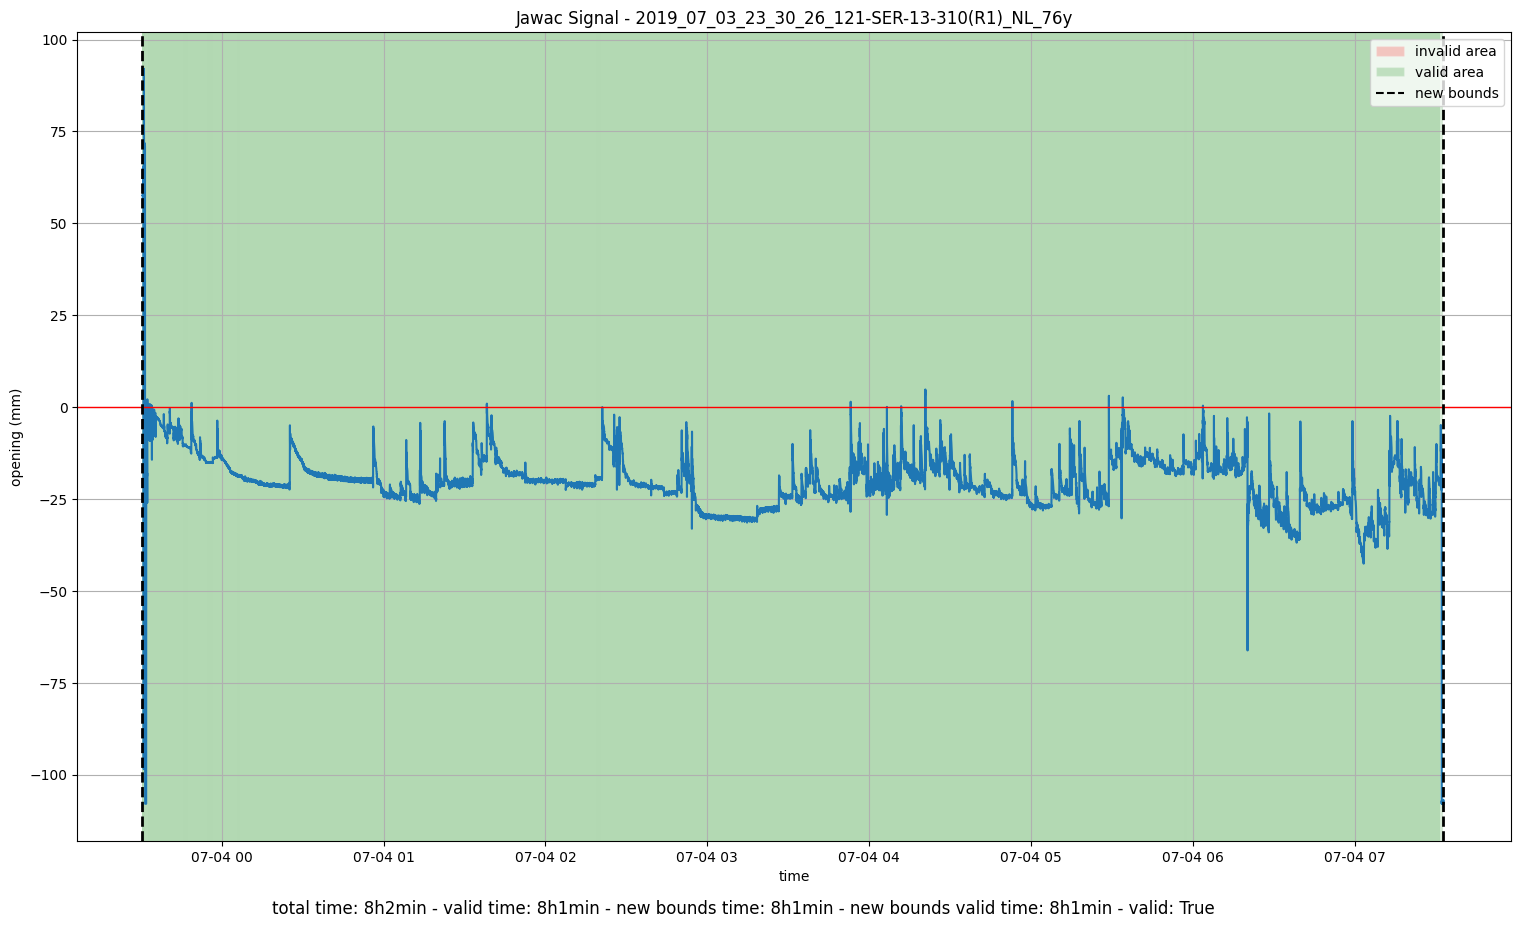 Jawac Signal - 2019_07_03_23_30_26_121-SER-13-310(R1)_NL_76y
invalid area
valid area
new bounds
opening (mm)
100
75
50
25
0
−25
−50
−75
−100
07-04 00
07-04 01
07-04 02
07-04 03
07-04 04
07-04 05
07-04 06
07-04 07
time
total time: 8h2min - valid time: 8h1min - new bounds time: 8h1min - new bounds valid time: 8h1min - valid: True